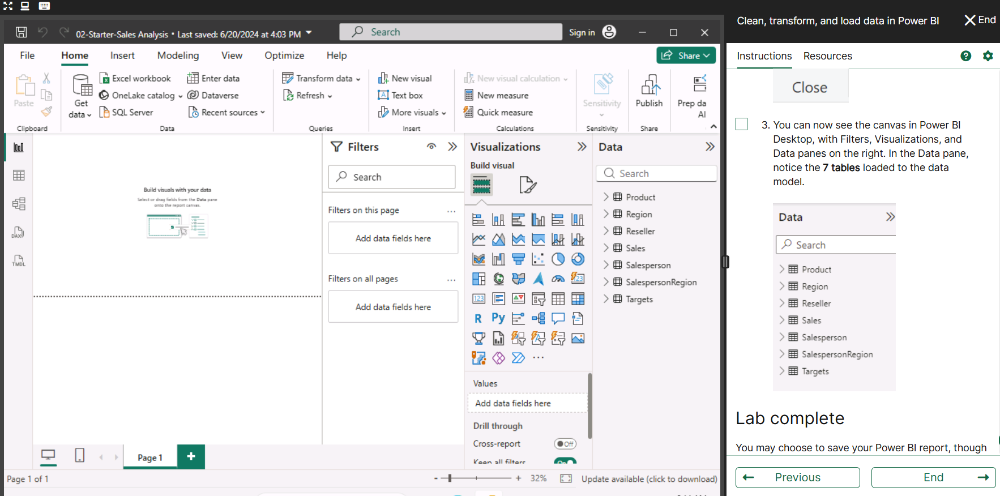 02-Starter-Sales Analysis • Last saved: 6/20/2024 at 4:03 PM
Search
Sign in
File Home Insert Modeling View Optimize Help
Share
Paste
Clipboard
Get data
Excel workbook
OneLake catalog
SQL Server
Enter data
Dataverse
Recent sources
Data
Transform data
Refresh
Queries
New visual
Text box
More visuals
Insert
New visual calculation
New measure
Quick measure
Calculations
Sensitivity
Sensitivity
Publish
Share
Prep da
AI
DAX
TMDL
Build visuals with your data
Select or drag fields from the Data pane
onto the report canvas.
Filters
Search
Filters on this page
...
Add data fields here
Filters on all pages
...
Add data fields here
Visualizations
Build visual
123
123
R Py
...
Values
Add data fields here
Drill through
Cross-report
Off
Keep all filters
On
Data
Search
Product
Region
Reseller
Sales
Salesperson
SalespersonRegion
Targets
Page 1
+
Page 1 of 1
- + 32%
Update available (click to download)
Clean, transform, and load data in Power BI
End
Instructions Resources
?
Close
3. You can now see the canvas in Power BI
Desktop, with Filters, Visualizations, and
Data panes on the right. In the Data pane,
notice the 7 tables loaded to the data
model.
Data
Search
Product
Region
Reseller
Sales
Salesperson
SalespersonRegion
Targets
Lab complete
You may choose to save your Power BI report, though
Previous
End